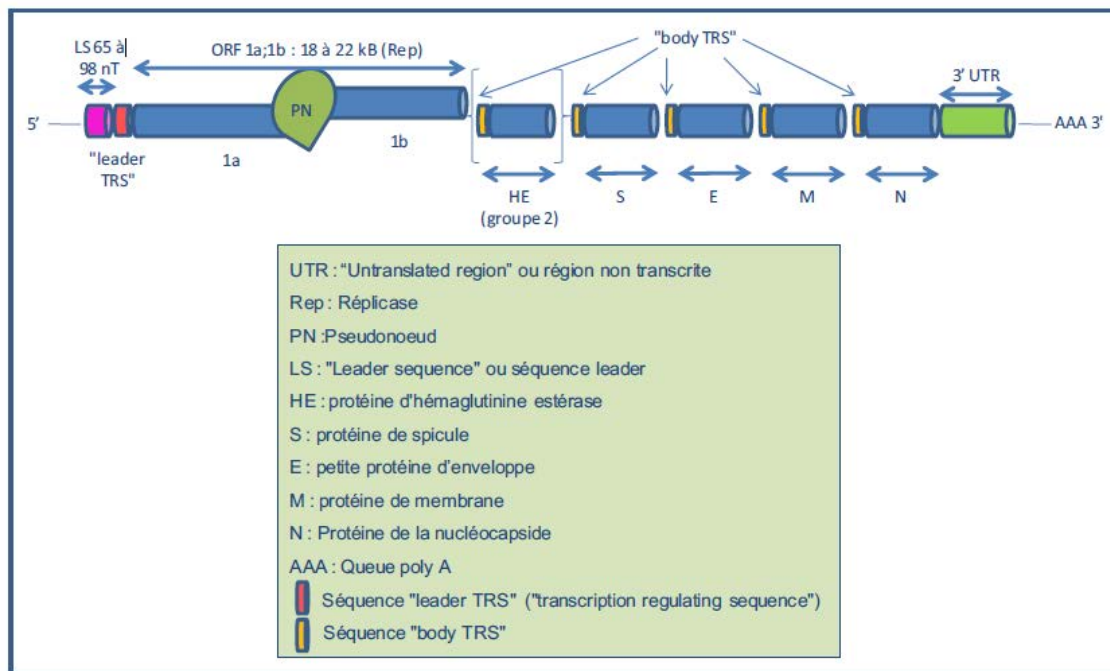 LS 65 à
98 nT
ORF 1a;1b : 18 à 22 kB (Rep)
"body TRS"
3' UTR
5'
PN
AAA 3'
"leader
TRS"
1a
1b
HE
(groupe 2)
S
E
M
N
UTR : “Untranslated region” ou région non transcrite
Rep : Réplicase
PN :Pseudonoeud
LS : "Leader sequence" ou séquence leader
HE : protéine d'hémaglutinine estérase
S : protéine de spicule
E : petite protéine d’enveloppe
M : protéine de membrane
N : Protéine de la nucléocapside
AAA : Queue poly A
Séquence "leader TRS" ("transcription regulating sequence")
Séquence "body TRS"